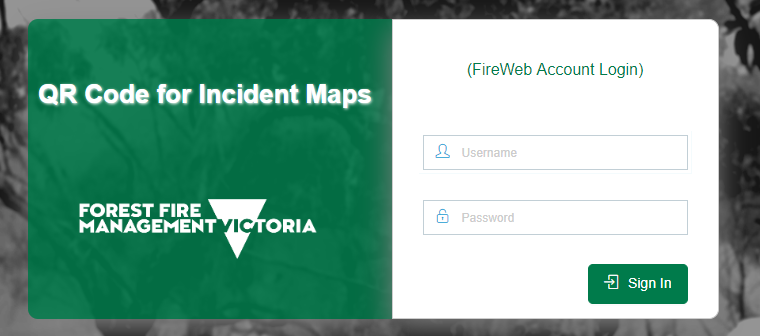 QR Code for Incident Maps
FOREST FIRE
MANAGEMENT VICTORIA
(FireWeb Account Login)
Username
Password
Sign In